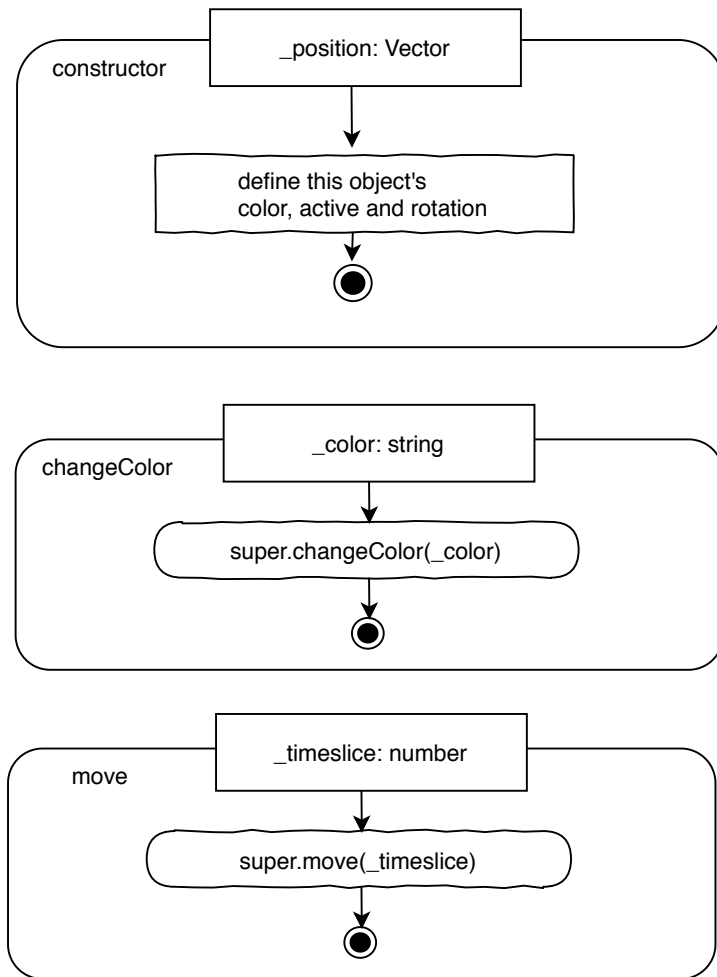 _position: Vector
constructor
define this object's
color, active and rotation
_color: string
changeColor
super.changeColor(_color)
_timeslice: number
move
super.move(_timeslice)